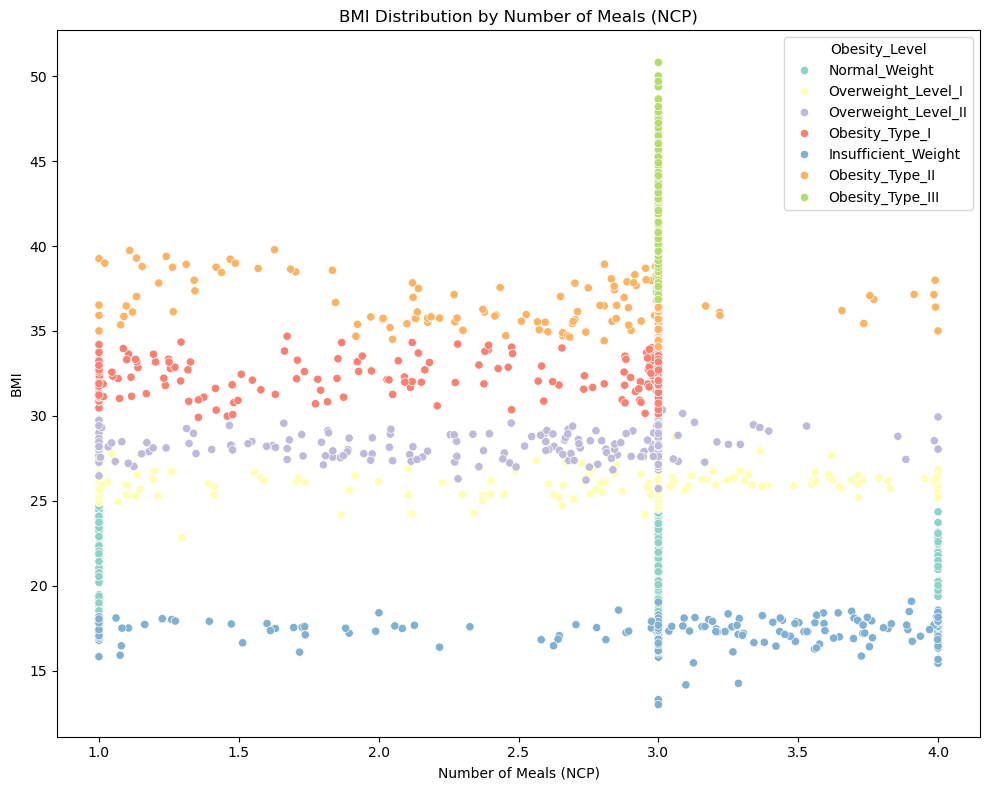 BMI Distribution by Number of Meals (NCP)
Obesity_Level
Normal_Weight
Overweight_Level_I
Overweight_Level_II
Obesity_Type_I
Insufficient_Weight
Obesity_Type_II
Obesity_Type_III
BMI
50
45
40
35
30
25
20
15
1.0
1.5
2.0
2.5
3.0
3.5
4.0
Number of Meals (NCP)